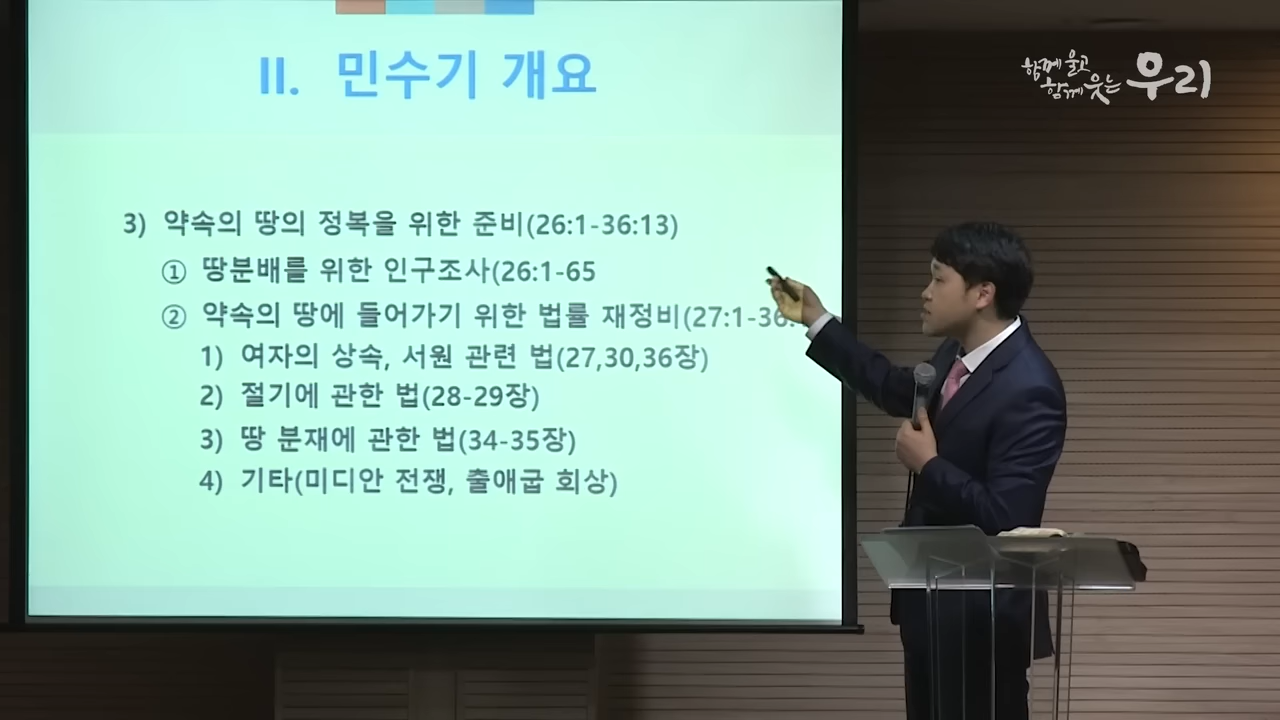 II. 민수기 개요
3) 약속의 땅의 정복을 위한 준비(26:1-36:13)
① 땅분배를 위한 인구조사(26:1-65
② 약속의 땅에 들어가기 위한 법률 재정비(27:1-36:
1) 여자의 상속, 서원 관련 법(27,30,36장)
2) 절기에 관한 법(28-29장)
3) 땅 분재에 관한 법(34-35장)
4) 기타(미디안 전쟁, 출애굽 회상)
함께 울고
함께 웃는 우리